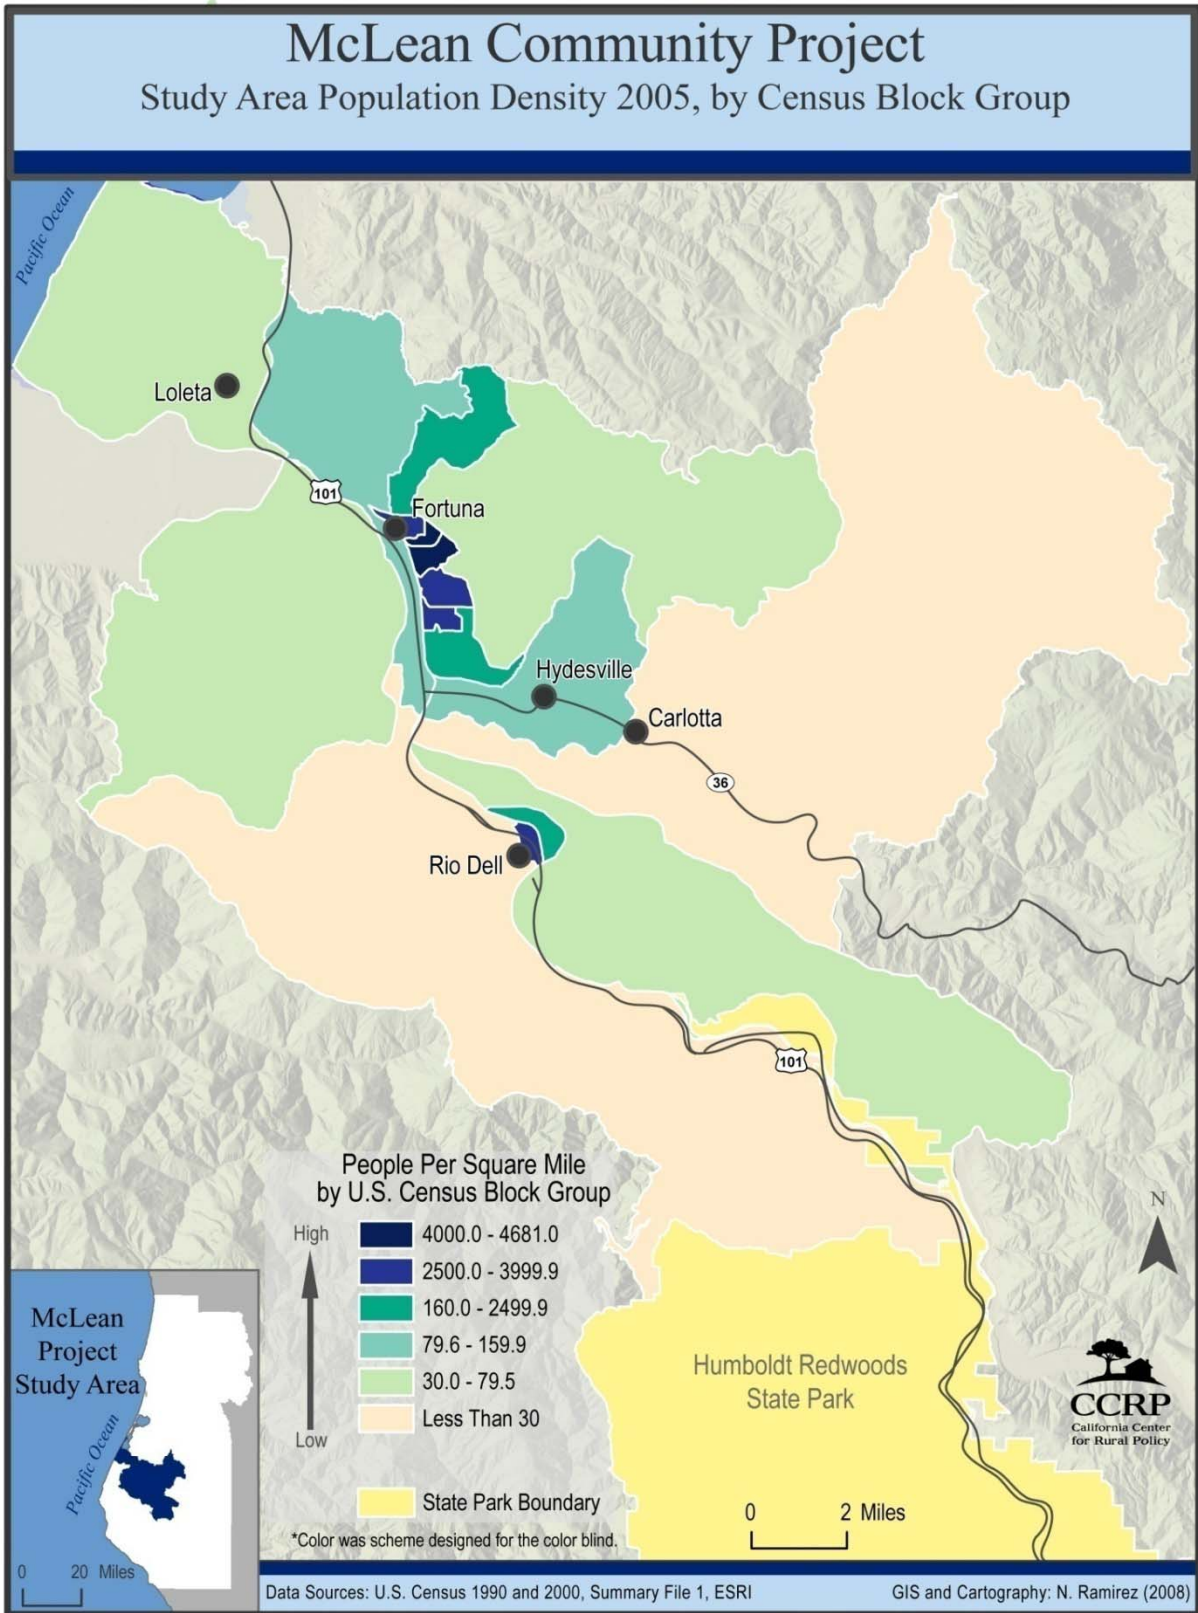 McLean Community Project
Study Area Population Density 2005, by Census Block Group
Pacific Ocean
Loleta
101
Fortuna
Hydesville
Carlotta
36
Rio Dell
101
People Per Square Mile
by U.S. Census Block Group
High
4000.0 - 4681.0
2500.0 - 3999.9
160.0 - 2499.9
79.6 - 159.9
30.0 - 79.5
Less Than 30
Low
State Park Boundary
*Color was scheme designed for the color blind.
N
Humboldt Redwoods
State Park
0 2 Miles
CCRP
California Center
for Rural Policy
McLean
Project
Study Area
Pacific Ocean
0 20 Miles
Data Sources: U.S. Census 1990 and 2000, Summary File 1, ESRI
GIS and Cartography: N. Ramirez (2008)